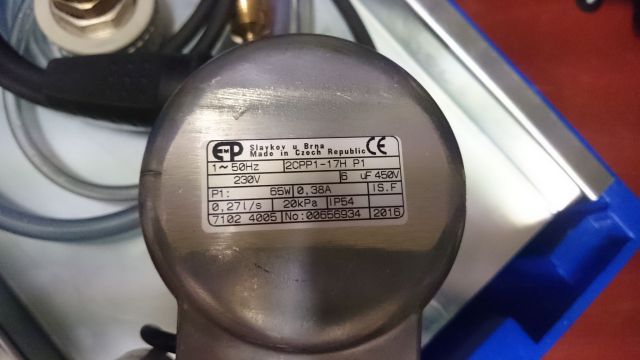 EP Slavkov u Brna
Made in Czech Republic CE
1~50Hz 2CPP1-17H P1
230V 6 uF 450V
P1: 65W 0,38A IS.F
0,27l/s 20kPa IP54
7102 4005 No:00656934 2016